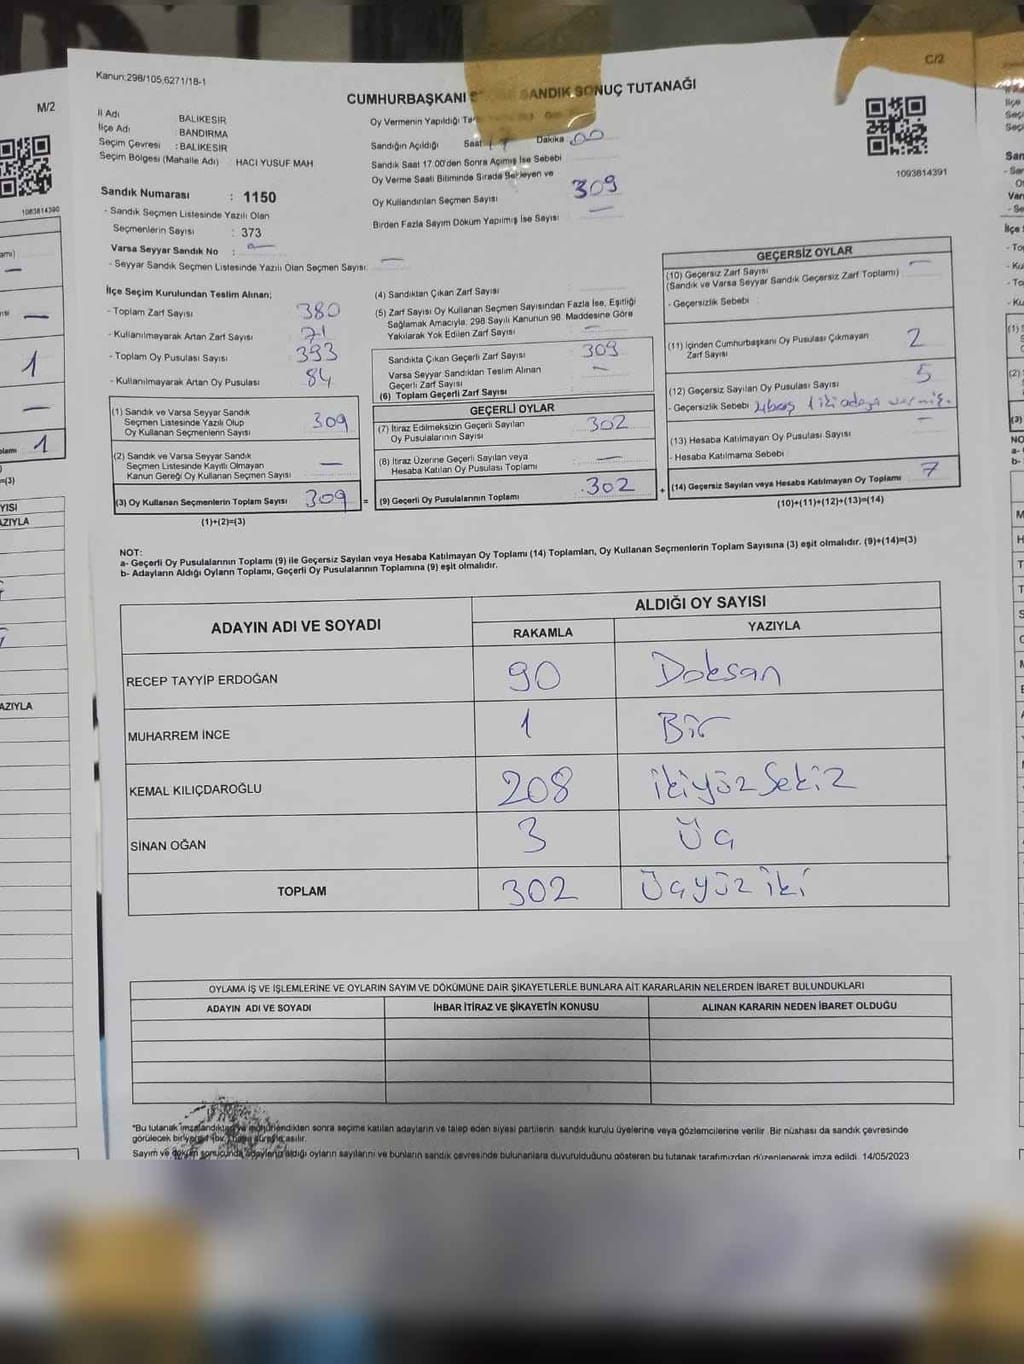 Kanun:298/105,6271/18-1
C/2
M/2
CUMHURBAŞKANI SANDIK SONUÇ TUTANAĞI
İl Adı BALIKESİR
İlçe Adı : BANDIRMA
Seçim Çevresi : BALIKESİR
Seçim Bölgesi (Mahalle Adı) HACI YUSUF MAH
Sandık Numarası : 1150
- Sandık Seçmen Listesinde Yazılı Olan
Seçmenlerin Sayısı : 373
Varsa Seyyar Sandık No : -
- Seyyar Sandık Seçmen Listesinde Yazılı Olan Seçmen Sayısı: -
Oy Vermenin Yapıldığı
Sandığın Açıldığı Saat 17 Dakika 00
Sandık Saat 17.00'den Sonra Açılmış İse Sebebi
Oy Verme Saati Bitiminde Sırada Bekleyen ve
Oy Kullandırılan Seçmen Sayısı 309
Birden Fazla Sayım Döküm Yapılmış İse Sayısı -
1093814391
1093814390
İlçe Seçim Kurulundan Teslim Alınan;
- Toplam Zarf Sayısı 380
- Kullanılmayarak Artan Zarf Sayısı 71
- Toplam Oy Pusulası Sayısı 393
- Kullanılmayarak Artan Oy Pusulası 84
(1) Sandık ve Varsa Seyyar Sandık
Seçmen Listesinde Yazılı Olup
Oy Kullanan Seçmenlerin Sayısı 309
(2) Sandık ve Varsa Seyyar Sandık
Seçmen Listesinde Kayıtlı Olmayan
Kanun Gereği Oy Kullanan Seçmen Sayısı -
(3) Oy Kullanan Seçmenlerin Toplam Sayısı 309 =
(1)+(2)=(3)
(4) Sandıktan Çıkan Zarf Sayısı
(5) Zarf Sayısı Oy Kullanan Seçmen Sayısından Fazla İse, Eşitliği
Sağlamak Amacıyla, 298 Sayılı Kanunun 98. Maddesine Göre
Yakılarak Yok Edilen Zarf Sayısı -
Sandıkta Çıkan Geçerli Zarf Sayısı 309
Varsa Seyyar Sandıktan Teslim Alınan
Geçerli Zarf Sayısı -
(6) Toplam Geçerli Zarf Sayısı
GEÇERLİ OYLAR
(7) İtiraz Edilmeksizin Geçerli Sayılan
Oy Pusulalarının Sayısı 302
(8) İtiraz Üzerine Geçerli Sayılan veya
Hesaba Katılan Oy Pusulası Toplamı -
(9) Geçerli Oy Pusulalarının Toplamı 302 +
GEÇERSİZ OYLAR
(10) Geçersiz Zarf Sayısı -
(Sandık ve Varsa Seyyar Sandık Geçersiz Zarf Toplamı)
- Geçersizlik Sebebi :
(11) İçinden Cumhurbaşkanı Oy Pusulası Çıkmayan
Zarf Sayısı 2
(12) Geçersiz Sayılan Oy Pusulası Sayısı 5
- Geçersizlik Sebebi
(13) Hesaba Katılmayan Oy Pusulası Sayısı -
- Hesaba Katılmama Sebebi
(14) Geçersiz Sayılan veya Hesaba Katılmayan Oy Toplamı 7
(10)+(11)+(12)+(13)=(14)
NOT:
a- Geçerli Oy Pusulalarının Toplamı (9) ile Geçersiz Sayılan veya Hesaba Katılmayan Oy Toplamı (14) Toplamları, Oy Kullanan Seçmenlerin Toplam Sayısına (3) eşit olmalıdır. (9)+(14)=(3)
b- Adayların Aldığı Oyların Toplamı, Geçerli Oy Pusulalarının Toplamına (9) eşit olmalıdır.
ADAYIN ADI VE SOYADI ALDIĞI OY SAYISI
RAKAMLA YAZIYLA
RECEP TAYYİP ERDOĞAN 90 Doksan
MUHARREM İNCE 1 Bir
KEMAL KILIÇDAROĞLU 208 ikiyüzSekiz
SİNAN OĞAN 3 Üç
TOPLAM 302 Üçyüziki
OYLAMA İŞ VE İŞLEMLERİNE VE OYLARIN SAYIM VE DÖKÜMÜNE DAİR ŞİKAYETLERLE BUNLARA AİT KARARLARIN NELERDEN İBARET BULUNDUKLARI
ADAYIN ADI VE SOYADI İHBAR İTİRAZ VE ŞİKAYETİN KONUSU ALINAN KARARIN NEDEN İBARET OLDUĞU
"Bu tutanak imzalandıktan ve mühürlendikten sonra seçime katılan adayların ve talep eden siyasi partilerin sandık kurulu üyelerine veya gözlemcilerine verilir. Bir nüshası da sandık çevresinde
görülecek bir yere süreyle asılır.
Sayım ve döküm sonucunda adayların aldığı oyların sayılarını ve bunların sandık çevresinde bulunanlara duyurulduğunu gösteren bu tutanak tarafımızdan düzenlenerek imza edildi. 14/05/2023